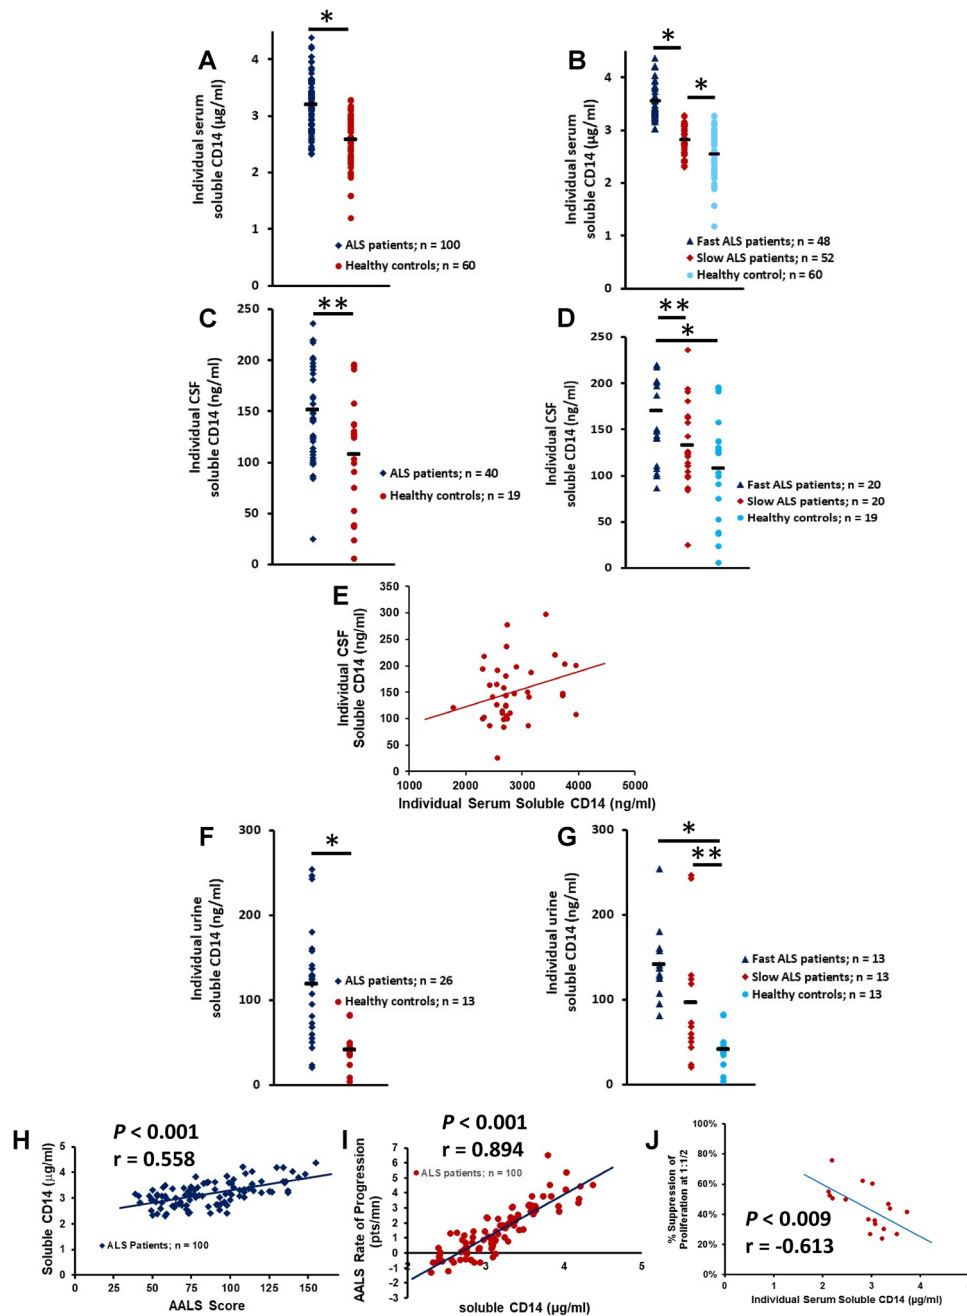 A
*
Individual serum
soluble CD14 (µg/ml)
4
3
2
1
0
ALS patients; n = 100
Healthy controls; n = 60
B
*
*
Individual serum
soluble CD14 (µg/ml)
4
3
2
1
0
Fast ALS patients; n = 48
Slow ALS patients; n = 52
Healthy control; n = 60
C
**
Individual CSF
soluble CD14 (ng/ml)
250
200
150
100
50
0
ALS patients; n = 40
Healthy controls; n = 19
D
**
*
Individual CSF
soluble CD14 (ng/ml)
250
200
150
100
50
0
Fast ALS patients; n = 20
Slow ALS patients; n = 20
Healthy controls; n = 19
E
Individual CSF
Soluble CD14 (ng/ml)
350
300
250
200
150
100
50
0
1000 2000 3000 4000 5000
Individual Serum Soluble CD14 (ng/ml)
F
*
Individual urine
soluble CD14 (ng/ml)
300
200
100
0
ALS patients; n = 26
Healthy controls; n = 13
G
*
**
Individual urine
soluble CD14 (ng/ml)
300
200
100
0
Fast ALS patients; n = 13
Slow ALS patients; n = 13
Healthy controls; n = 13
H
P < 0.001
r = 0.558
Soluble CD14 (µg/ml)
5
4
3
2
1
0
ALS Patients; n = 100
0 25 50 75 100 125 150
AALS Score
I
P < 0.001
r = 0.894
AALS Rate of Progression
(pts/mn)
7
6
5
4
3
2
1
0
-1
-2
-3
ALS patients; n = 100
2 3 4 5
soluble CD14 (µg/ml)
J
% Suppression of
Proliferation at 1:1/2
100%
80%
60%
40%
20%
0%
P < 0.009
r = -0.613
0 1 2 3 4 5
Individual Serum Soluble CD14 (µg/ml)